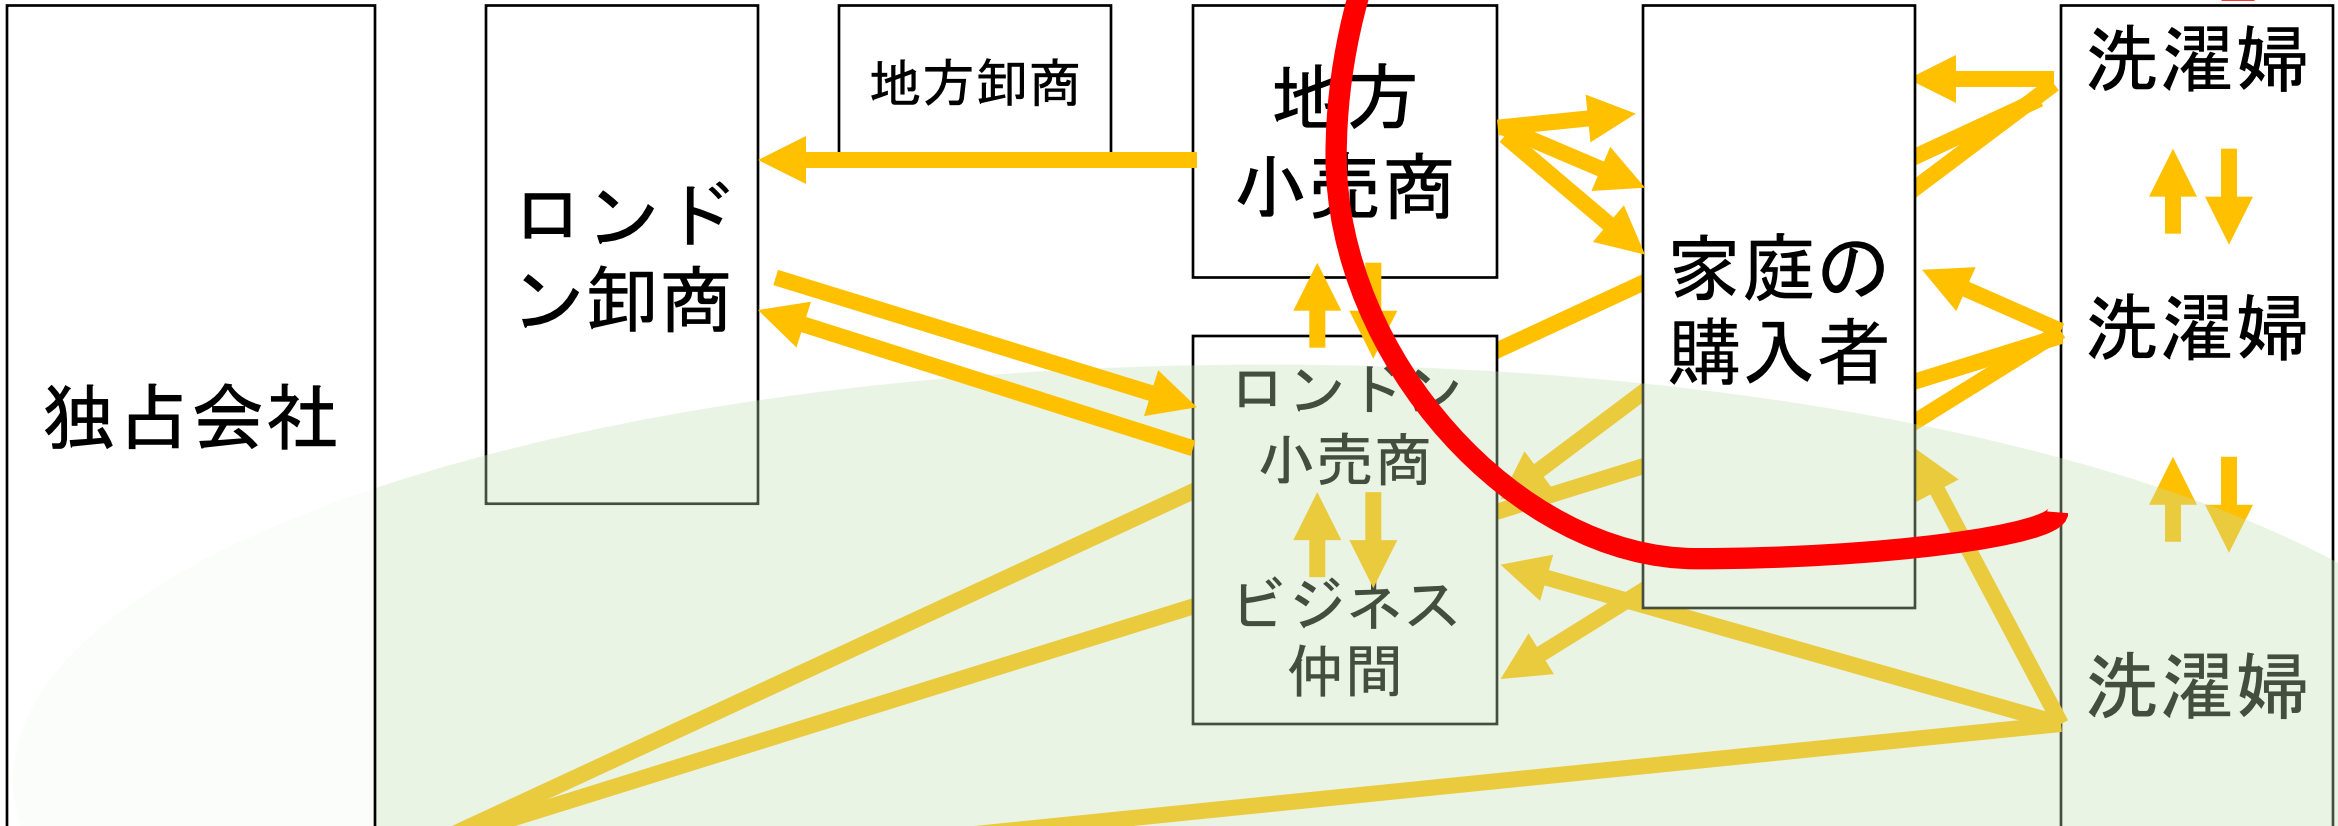 独占会社
ロンド
ン卸商
地方卸商
地方
小売商
ロンドン
小売商
ビジネス
仲間
家庭の
購入者
洗濯婦
洗濯婦
洗濯婦